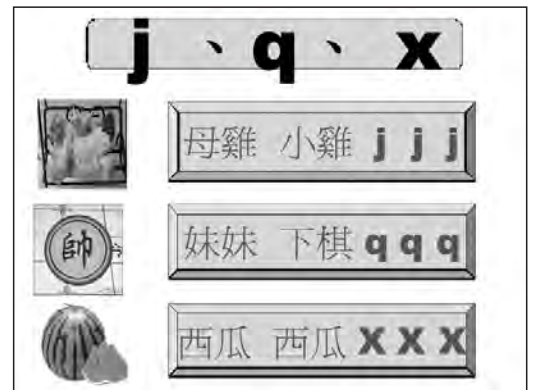 j、q、x
母雞 小雞 j j j
帥
妹妹 下棋 q q q
西瓜 西瓜 x x x